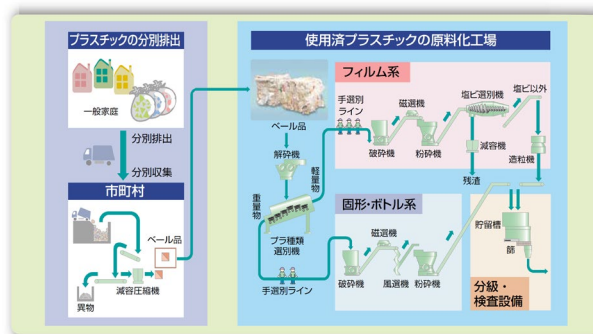 プラスチックの分別排出
一般家庭
分別排出
分別収集
市町村
ベール品
減容圧縮機
異物
使用済プラスチックの原料化工場
ベール品
解砕機
軽量物
重量物
プラ種類
選別機
手選別ライン
フィルム系
手選別
ライン
磁選機
塩ビ選別機
塩ビ以外
破砕機
粉砕機
減容機
造粒機
残渣
固形・ボトル系
磁選機
破砕機
風選機
粉砕機
貯留槽
篩
分級・
検査設備